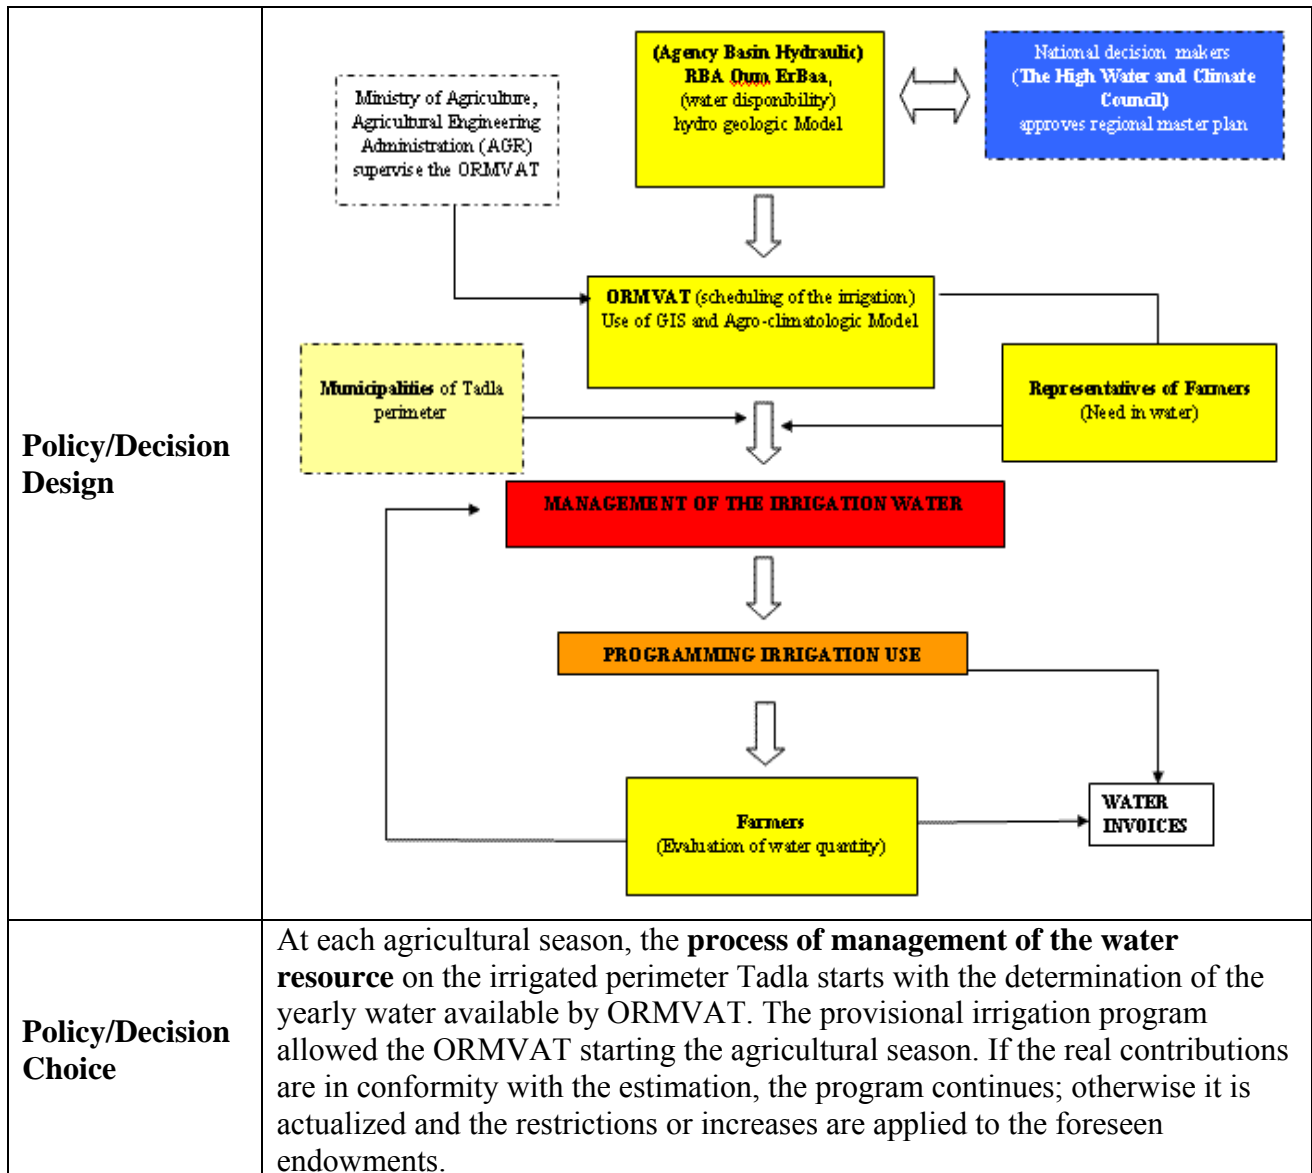 Policy/Decision
Design
(Agency Basin Hydraulic)
RBA Oum ErBaa,
(water disponibility)
hydro geologic Model
National decision makers
(The High Water and Climate
Council)
approves regional master plan
Ministry of Agriculture,
Agricultural Engineering
Administration (AGR)
supervise the ORMVAT
ORMVAT (scheduling of the irrigation)
Use of GIS and Agro-climatologic Model
Municipalities of Tadla
perimeter
Representatives of Farmers
(Need in water)
MANAGEMENT OF THE IRRIGATION WATER
PROGRAMMING IRRIGATION USE
Farmers
(Evaluation of water quantity)
WATER
INVOICES
Policy/Decision
Choice
At each agricultural season, the process of management of the water
resource on the irrigated perimeter Tadla starts with the determination of the
yearly water available by ORMVAT. The provisional irrigation program
allowed the ORMVAT starting the agricultural season. If the real contributions
are in conformity with the estimation, the program continues; otherwise it is
actualized and the restrictions or increases are applied to the foreseen
endowments.